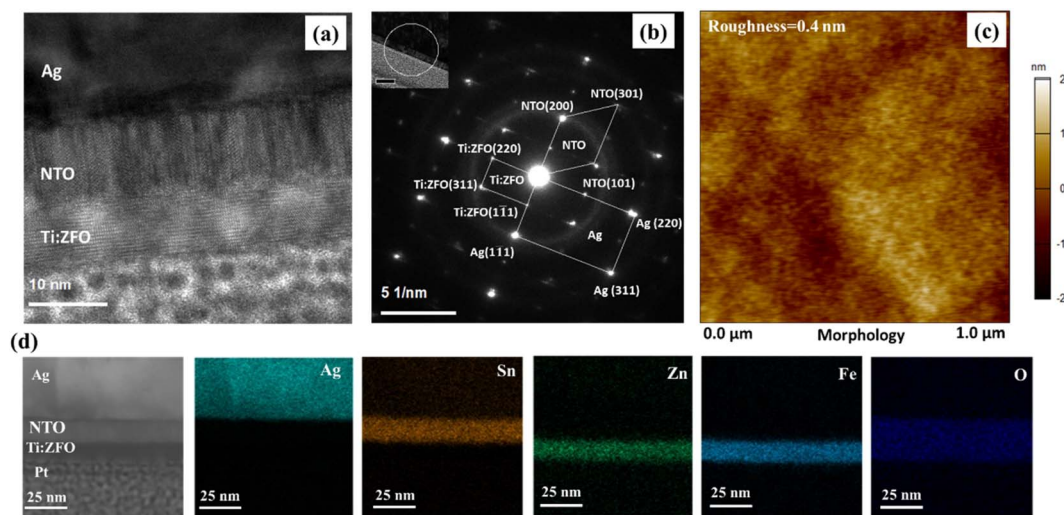 (a)
Ag
NTO
Ti:ZFO
10 nm
(b)
NTO(200)
NTO(301)
NTO
Ti:ZFO(220)
Ti:ZFO
Ti:ZFO(311)
NTO(101)
Ti:ZFO(11̄1)
Ag (220)
Ag
Ag(111)
Ag (311)
5 1/nm
Roughness=0.4 nm
(c)
nm
2
1
0
-1
-2
0.0 µm Morphology 1.0 µm
(d)
Ag
NTO
Ti:ZFO
Pt
25 nm
Ag
25 nm
Sn
25 nm
Zn
25 nm
Fe
25 nm
O
25 nm